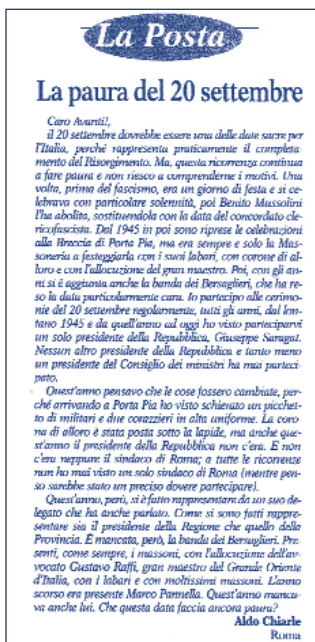 La Posta
La paura del 20 settembre
Caro Avanti!,
il 20 settembre dovrebbe essere una delle date sacre per
l'Italia, perché rappresenta praticamente il completa-
mento del Risorgimento. Ma, questa ricorrenza continua
a fare paura e non riesco a comprenderne i motivi. Una
volta, prima del fascismo, era un giorno di festa e si ce-
lebrava con particolare solennità, poi Benito Mussolini
l'ha abolita, sostituendola con la data del concordato cle-
ricofascista. Dal 1945 in poi sono riprese le celebrazioni
alla Breccia di Porta Pia, ma era sempre e solo la Mas-
soneria a festeggiarla con i suoi labari, con corone di al-
loro e con l'allocuzione del gran maestro. Poi, con gli an-
ni si è aggiunta anche la banda dei Bersaglieri, che ha re-
so la data particolarmente cara. Io partecipo alle cerimo-
nie del 20 settembre regolarmente, tutti gli anni, dal lon-
tano 1945 e da quell'anno ad oggi ho visto parteciparvi
un solo presidente della Repubblica, Giuseppe Saragat.
Nessun altro presidente della Repubblica e tanto meno
un presidente del Consiglio dei ministri ha mai parteci-
pato.
Quest'anno pensavo che le cose fossero cambiate, per-
ché arrivando a Porta Pia ho visto schierato un picchet-
to di militari e due corazzieri in alta uniforme. La coro-
na di alloro è stata posta sotto la lapide, ma anche que-
st'anno il presidente della Repubblica non c'era. E non
c'era neppure il sindaco di Roma; a tutte le ricorrenze
non ho mai visto un solo sindaco di Roma (mentre pen-
so sarebbe stato un preciso dovere partecipare).
Quest'anno, però, si è fatto rappresentare da un suo de-
legato che ha anche parlato. Come si sono fatti rappre-
sentare sia il presidente della Regione che quello della
Provincia. È mancata, però, la banda dei Bersaglieri. Pre-
senti, come sempre, i massoni, con l'allocuzione dell'av-
vocato Gustavo Raffi, gran maestro del Grande Oriente
d'Italia, con i labari e con moltissimi massoni. L'anno
scorso era presente Marco Pannella. Quest'anno manca-
va anche lui. Che questa data faccia ancora paura?
Aldo Chiarle
Roma